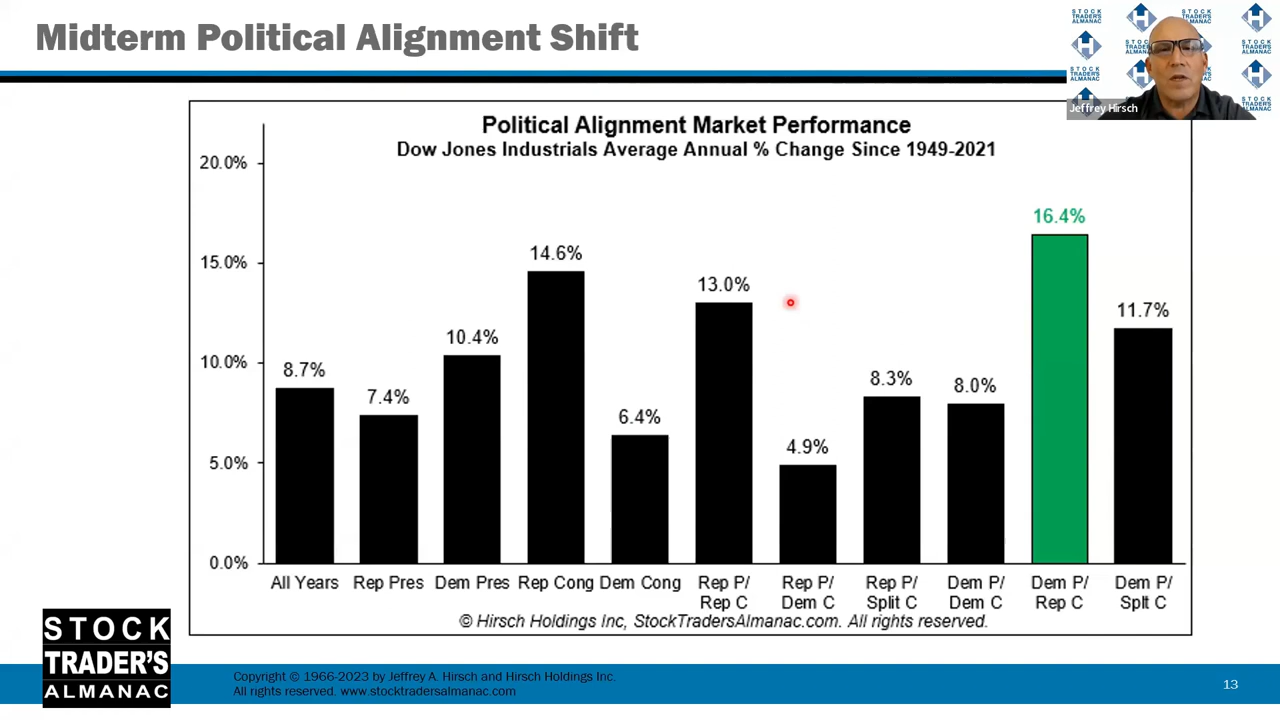 Midterm Political Alignment Shift
STOCK
TRADER'S
ALMANAC
Jeffrey Hirsch
Political Alignment Market Performance
Dow Jones Industrials Average Annual % Change Since 1949-2021
20.0%
15.0%
10.0%
5.0%
0.0%
8.7%
7.4%
10.4%
14.6%
6.4%
13.0%
4.9%
8.3%
8.0%
16.4%
11.7%
All Years
Rep Pres
Dem Pres
Rep Cong
Dem Cong
Rep P/
Rep C
Rep P/
Dem C
Rep P/
Split C
Dem P/
Dem C
Dem P/
Rep C
Dem P/
Splt C
© Hirsch Holdings Inc, StockTradersAlmanac.com. All rights reserved.
STOCK
TRADER'S
ALMANAC
Copyright © 1966-2023 by Jeffrey A. Hirsch and Hirsch Holdings Inc.
All rights reserved. www.stocktradersalmanac.com
13